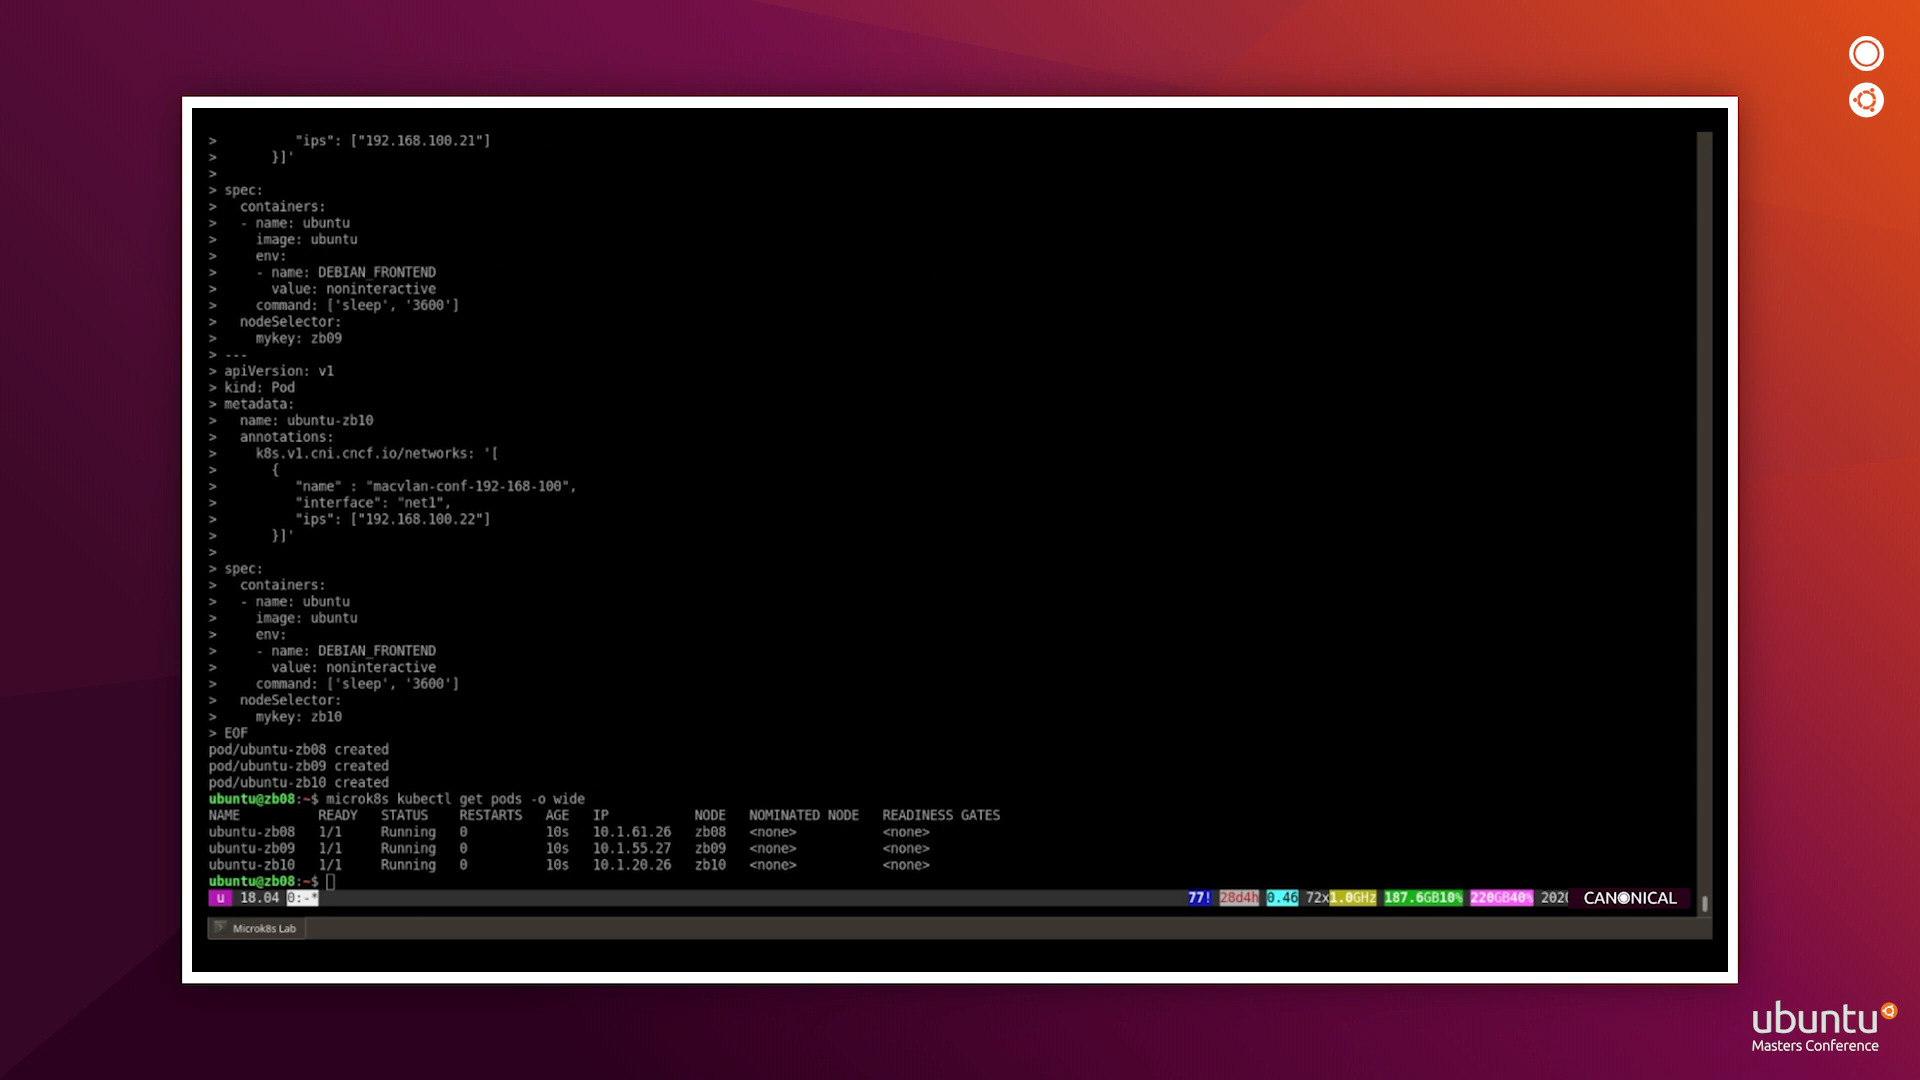 >          "ips": ["192.168.100.21"]
>       }]'
>
> spec:
>   containers:
>   - name: ubuntu
>     image: ubuntu
>     env:
>     - name: DEBIAN_FRONTEND
>       value: noninteractive
>     command: ['sleep', '3600']
>   nodeSelector:
>     mykey: zb09
> ---
> apiVersion: v1
> kind: Pod
> metadata:
>   name: ubuntu-zb10
>   annotations:
>     k8s.v1.cni.cncf.io/networks: '[
>       {
>          "name" : "macvlan-conf-192-168-100",
>          "interface": "net1",
>          "ips": ["192.168.100.22"]
>       }]'
>
> spec:
>   containers:
>   - name: ubuntu
>     image: ubuntu
>     env:
>     - name: DEBIAN_FRONTEND
>       value: noninteractive
>     command: ['sleep', '3600']
>   nodeSelector:
>     mykey: zb10
> EOF
pod/ubuntu-zb08 created
pod/ubuntu-zb09 created
pod/ubuntu-zb10 created
ubuntu@zb08:~$ microk8s kubectl get pods -o wide
NAME          READY   STATUS    RESTARTS   AGE   IP           NODE   NOMINATED NODE   READINESS GATES
ubuntu-zb08   1/1     Running   0          10s   10.1.61.26   zb08   <none>           <none>
ubuntu-zb09   1/1     Running   0          10s   10.1.55.27   zb09   <none>           <none>
ubuntu-zb10   1/1     Running   0          10s   10.1.20.26   zb10   <none>           <none>
ubuntu@zb08:~$
u 18.04 0:-* 77! 28d4h 0.46 72x1.0GHz 187.6GB10% 220GB40% 202 CANONICAL
Microk8s Lab
ubuntu
Masters Conference